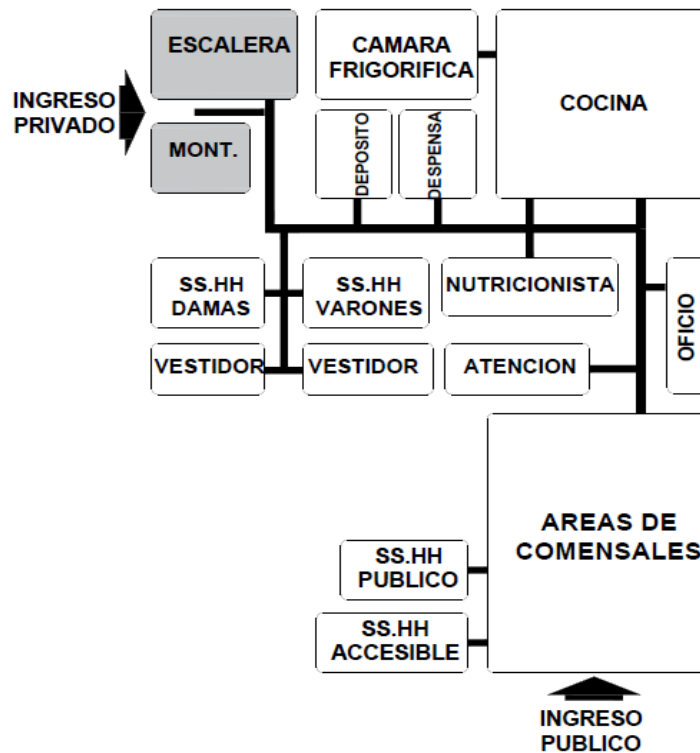 ESCALERA
CAMARA
FRIGORIFICA
COCINA
INGRESO
PRIVADO
MONT.
DEPOSITO
DESPENSA
SS.HH
DAMAS
SS.HH
VARONES
NUTRICIONISTA
OFICIO
VESTIDOR
VESTIDOR
ATENCION
AREAS DE
COMENSALES
SS.HH
PUBLICO
SS.HH
ACCESIBLE
INGRESO
PUBLICO